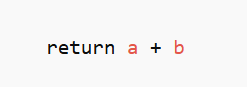 return a + b